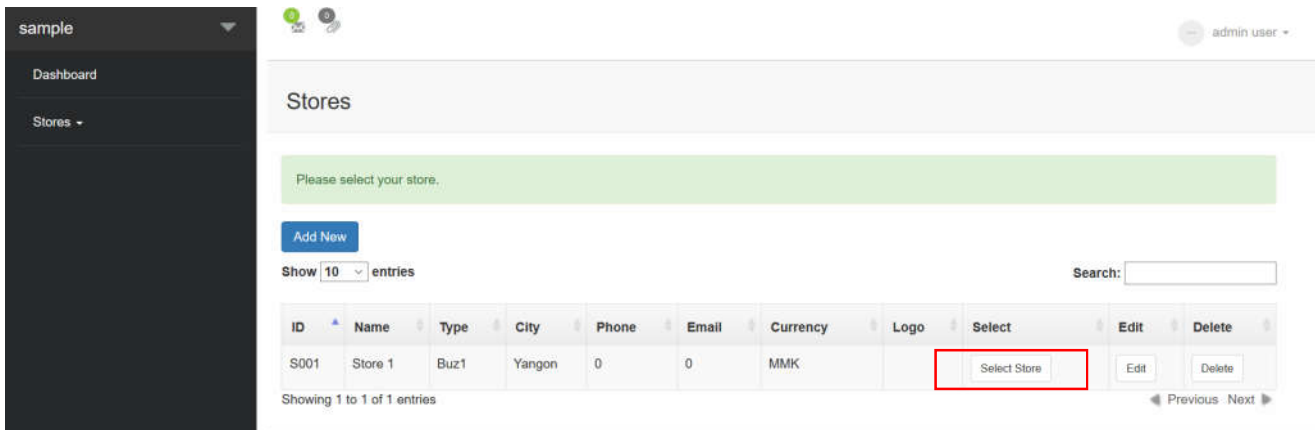 sample
0 0
admin user
Dashboard
Stores
Stores
Please select your store.
Add New
Show 10 entries
Search:
ID Name Type City Phone Email Currency Logo Select Edit Delete
S001 Store 1 Buz1 Yangon 0 0 MMK Select Store Edit Delete
Showing 1 to 1 of 1 entries
Previous Next